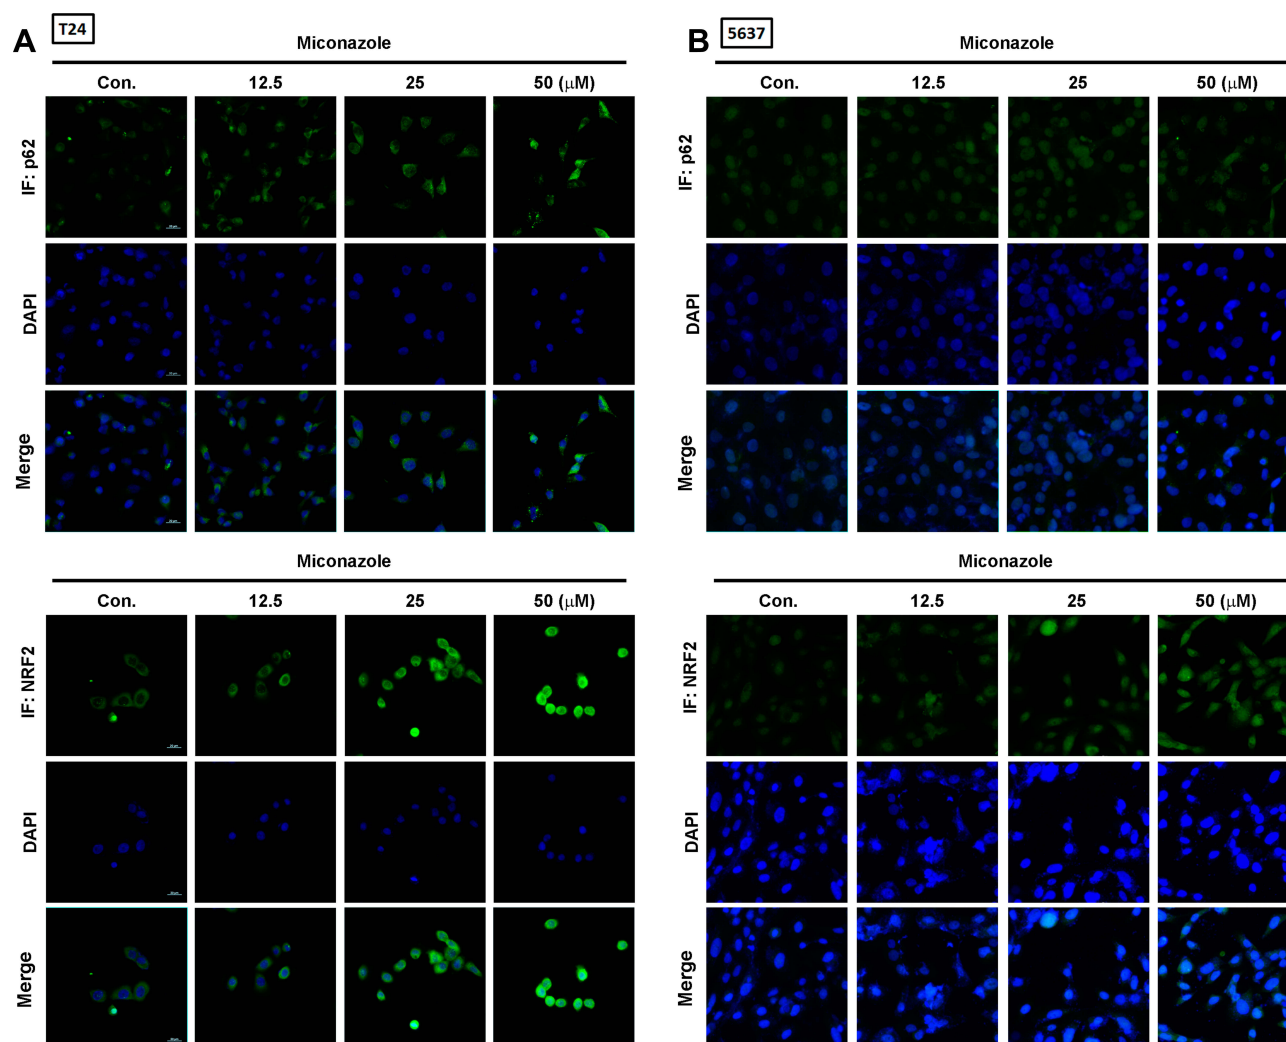 A
T24
Miconazole
Con. 12.5 25 50 (μM)
IF: p62
DAPI
Merge
Miconazole
Con. 12.5 25 50 (μM)
IF: NRF2
DAPI
Merge
B
5637
Miconazole
Con. 12.5 25 50 (μM)
IF: p62
DAPI
Merge
Miconazole
Con. 12.5 25 50 (μM)
IF: NRF2
DAPI
Merge